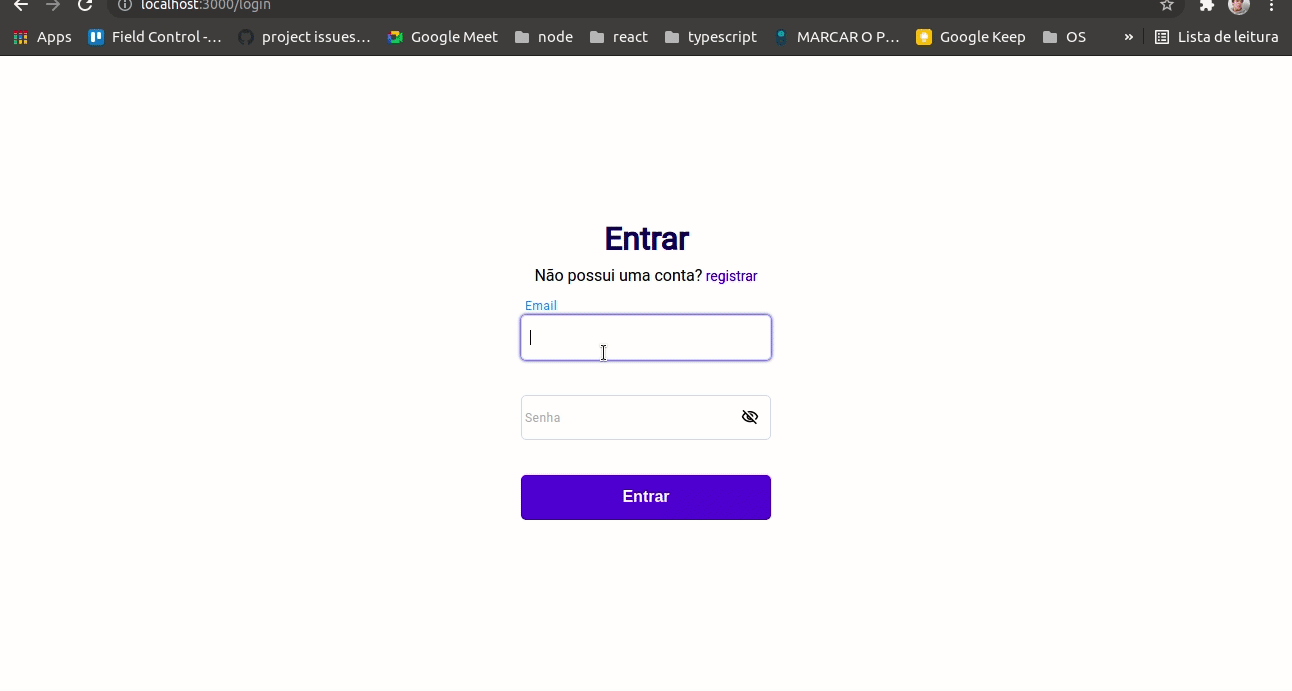 localhost:3000/login
Apps Field Control -... project issues... Google Meet node react typescript MARCAR O P... Google Keep OS » Lista de leitura
Entrar
Não possui uma conta? registrar
Email
Senha
Entrar